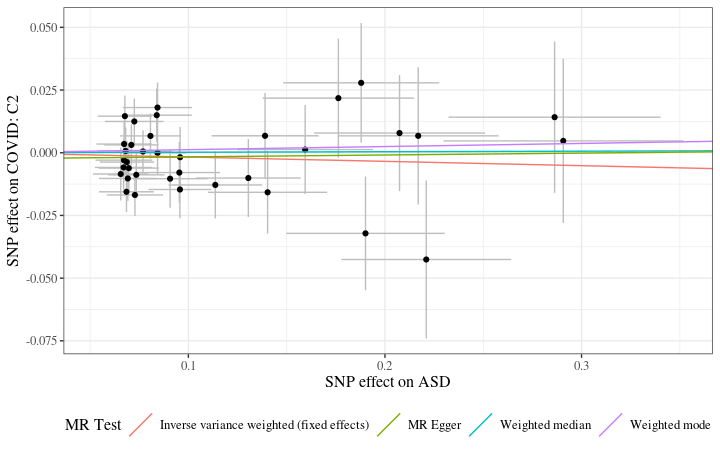 0.050
0.025
0.000
-0.025
-0.050
-0.075
SNP effect on COVID: C2
0.1
0.2
0.3
SNP effect on ASD
MR Test
Inverse variance weighted (fixed effects)
MR Egger
Weighted median
Weighted mode